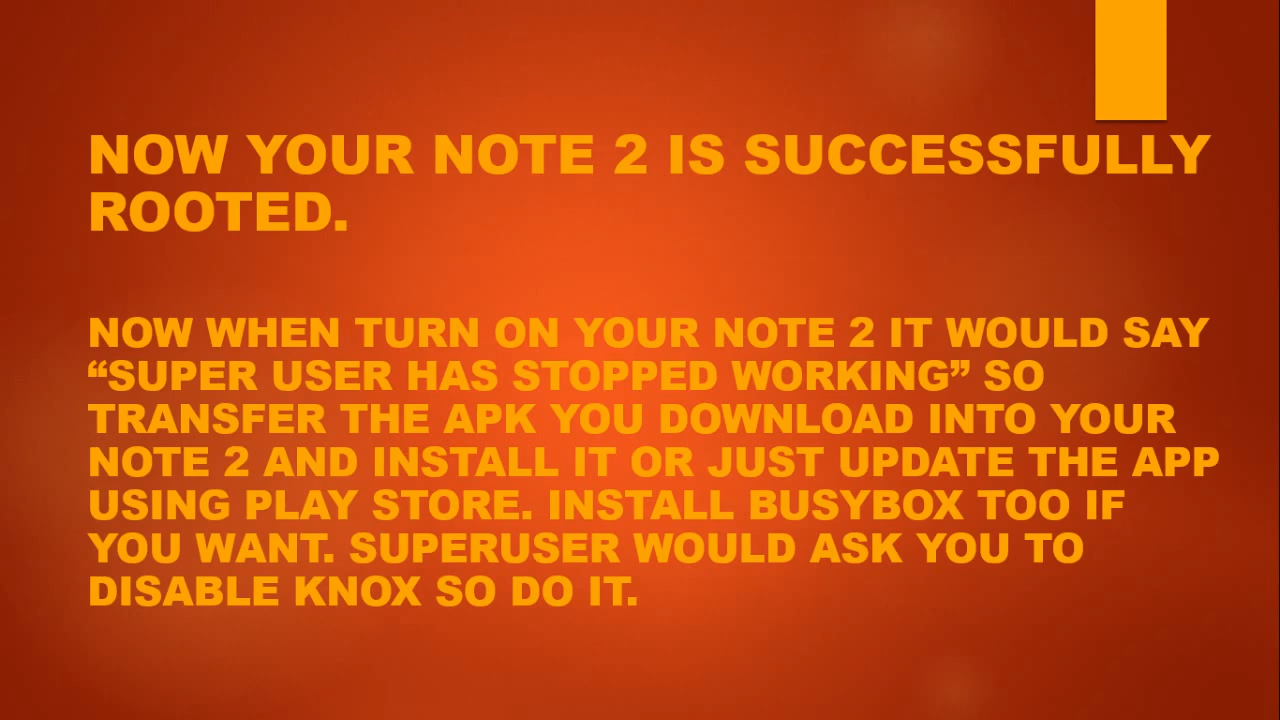 NOW YOUR NOTE 2 IS SUCCESSFULLY
ROOTED.
NOW WHEN TURN ON YOUR NOTE 2 IT WOULD SAY
“SUPER USER HAS STOPPED WORKING” SO
TRANSFER THE APK YOU DOWNLOAD INTO YOUR
NOTE 2 AND INSTALL IT OR JUST UPDATE THE APP
USING PLAY STORE. INSTALL BUSYBOX TOO IF
YOU WANT. SUPERUSER WOULD ASK YOU TO
DISABLE KNOX SO DO IT.